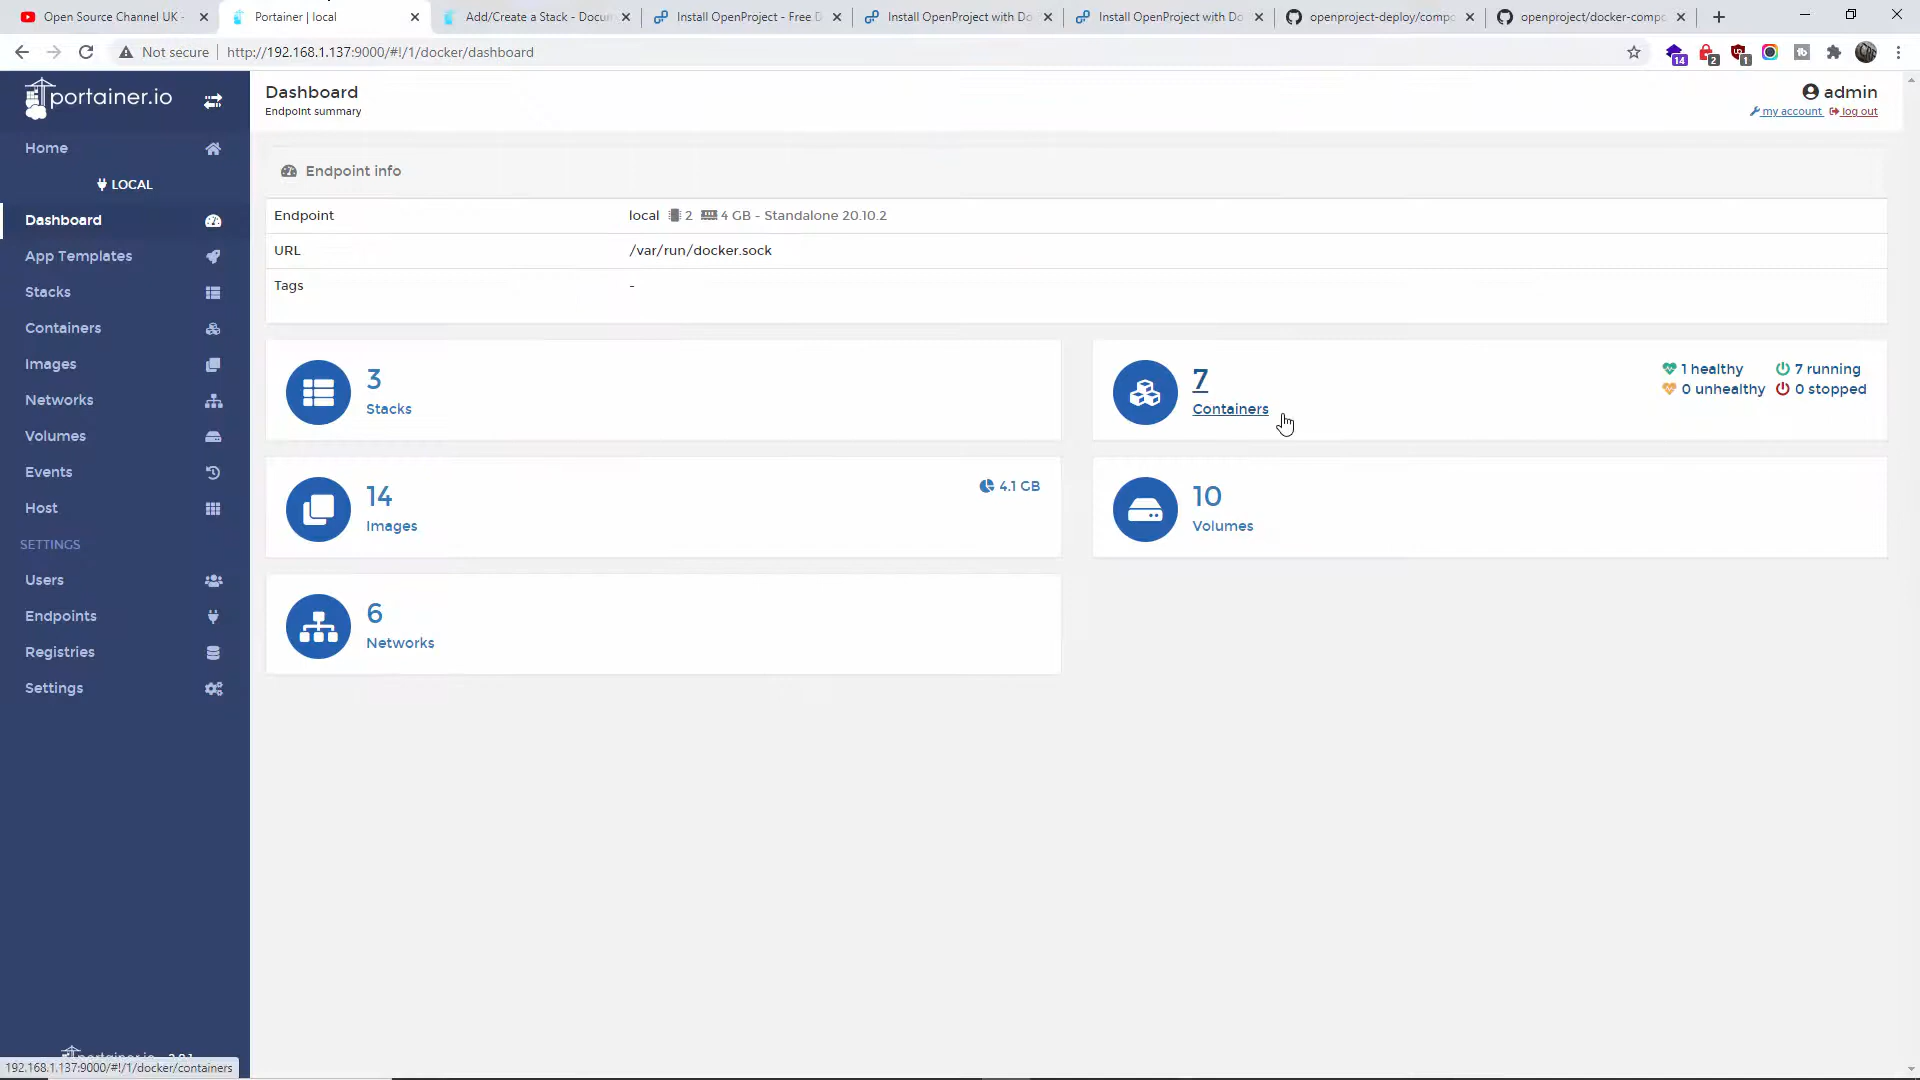 Open Source Channel UK -
Portainer | local
Add/Create a Stack - Docum
Install OpenProject - Free D
Install OpenProject with Do
Install OpenProject with Do
openproject-deploy/compo
openproject/docker-compo
Not secure
http://192.168.1.137:9000/#!/1/docker/dashboard
14
2
1
portainer.io
Dashboard
Endpoint summary
admin
my account
log out
Home
LOCAL
Dashboard
App Templates
Stacks
Containers
Images
Networks
Volumes
Events
Host
SETTINGS
Users
Endpoints
Registries
Settings
Endpoint info
Endpoint
local 2 4 GB - Standalone 20.10.2
URL
/var/run/docker.sock
Tags
-
3
Stacks
7
Containers
1 healthy
7 running
0 unhealthy
0 stopped
14
Images
4.1 GB
10
Volumes
6
Networks
192.168.1.137:9000/#!/1/docker/containers